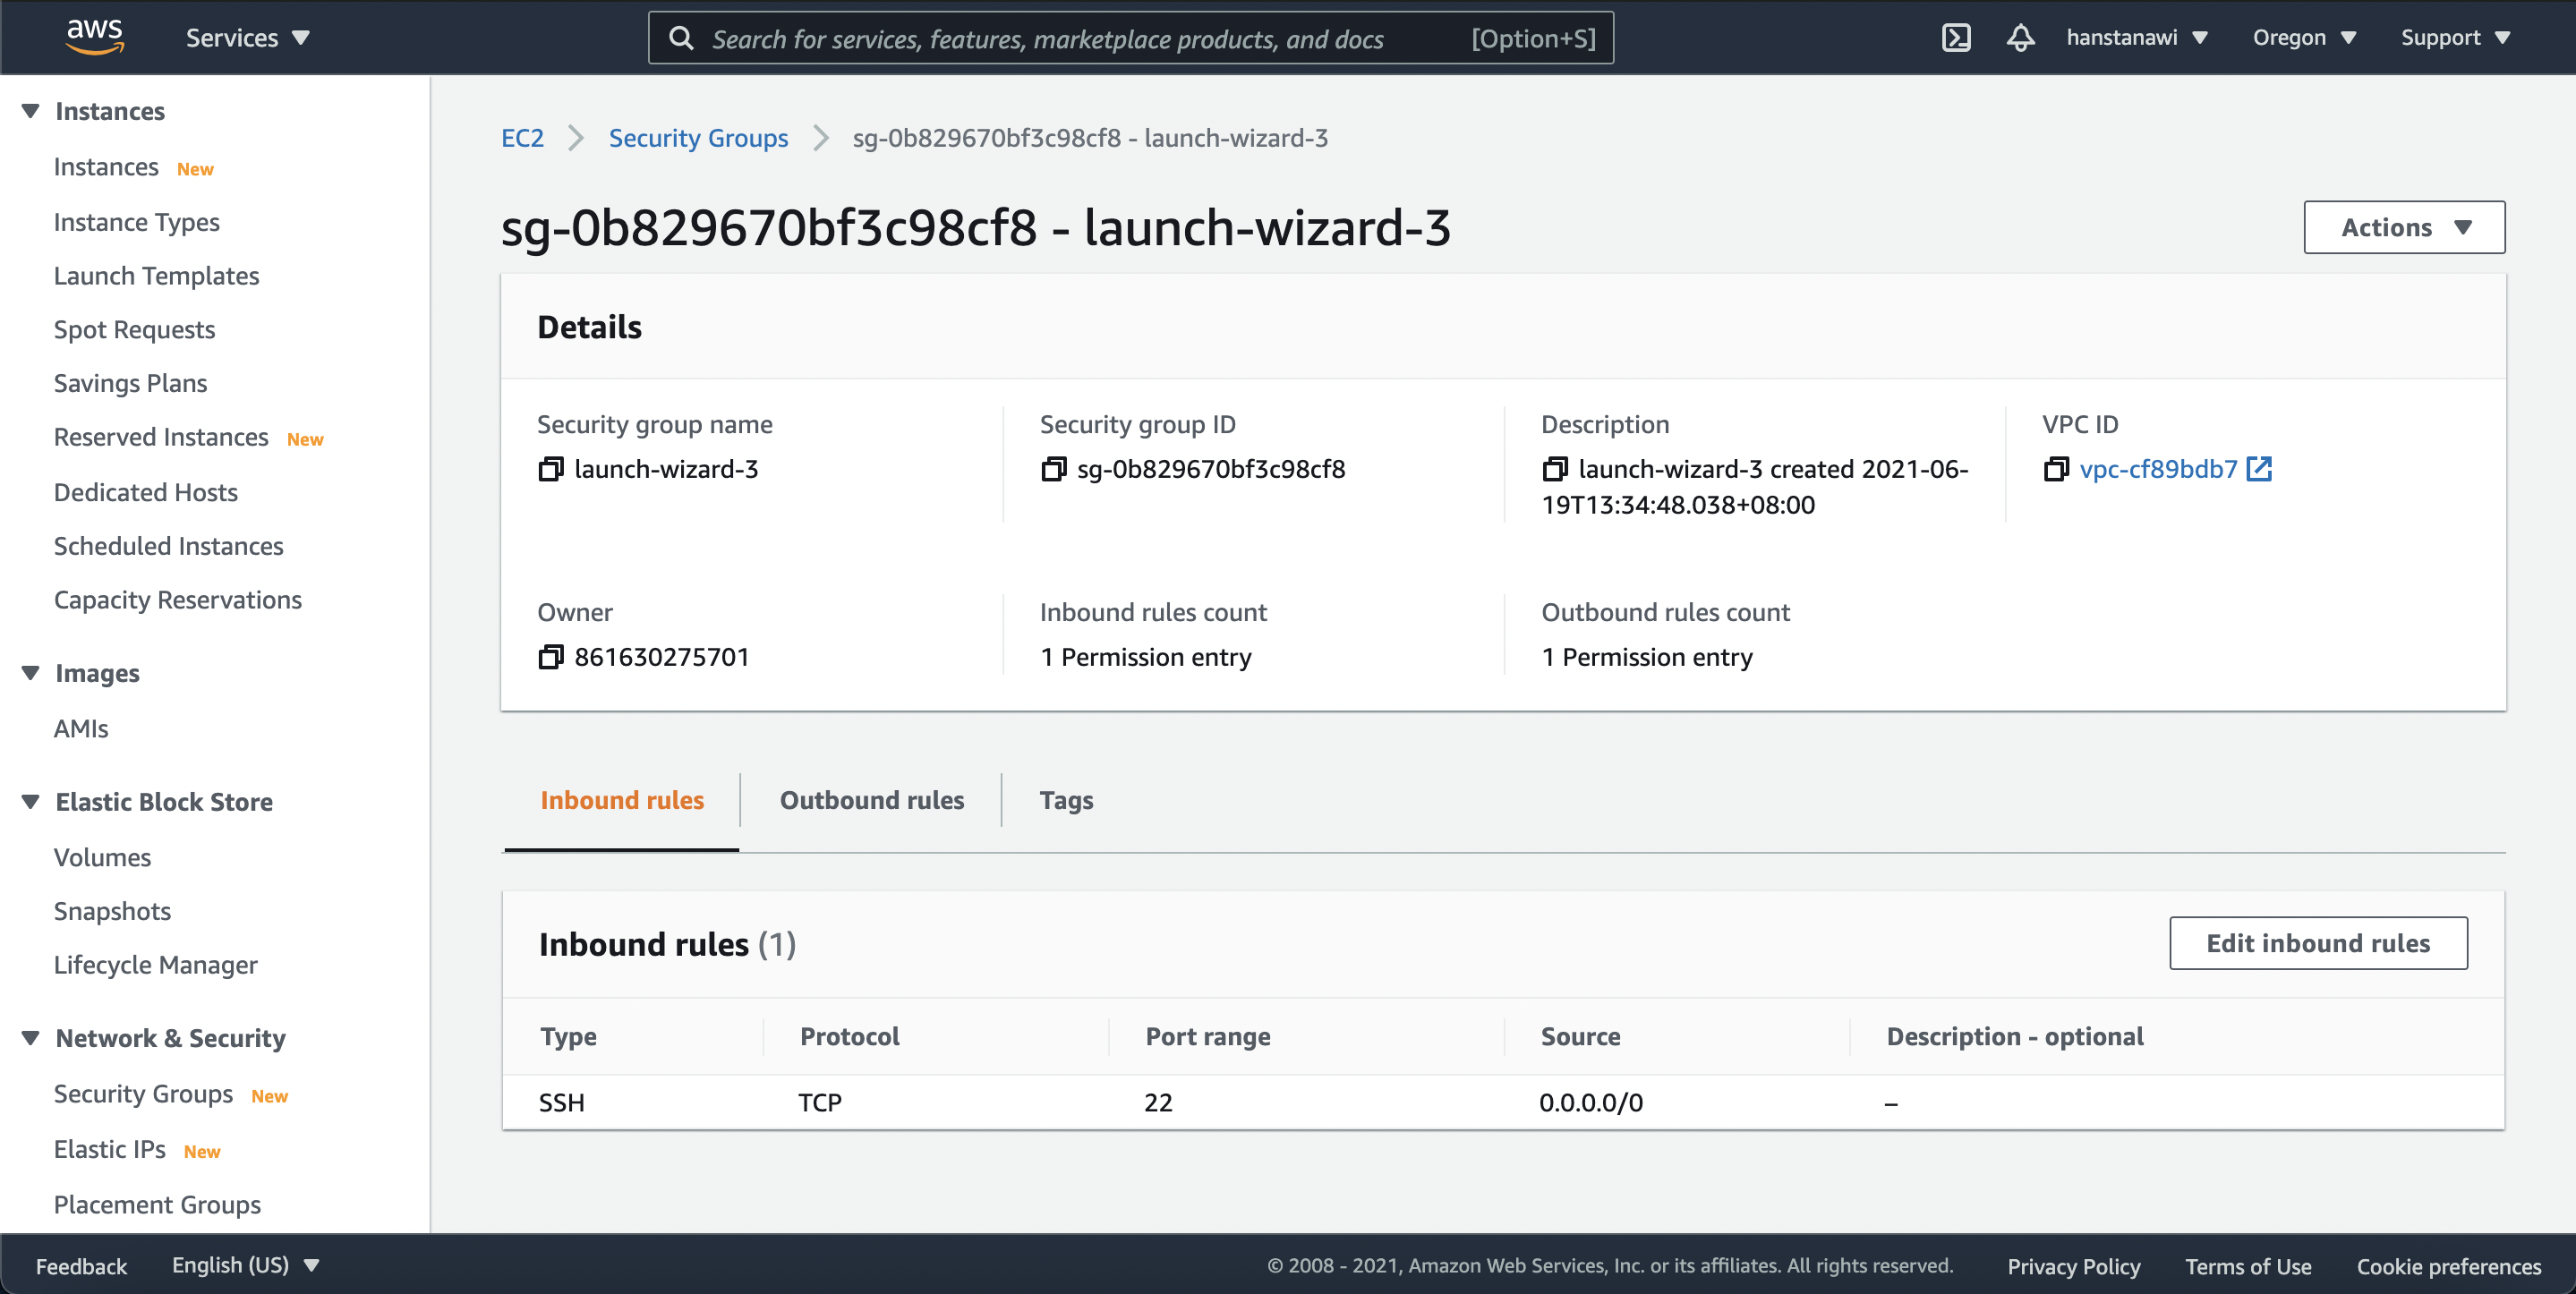 aws Services Search for services, features, marketplace products, and docs [Option+S] hanstanawi Oregon Support
Instances
Instances New
Instance Types
Launch Templates
Spot Requests
Savings Plans
Reserved Instances New
Dedicated Hosts
Scheduled Instances
Capacity Reservations
Images
AMIs
Elastic Block Store
Volumes
Snapshots
Lifecycle Manager
Network & Security
Security Groups New
Elastic IPs New
Placement Groups
EC2 Security Groups sg-0b829670bf3c98cf8 - launch-wizard-3
sg-0b829670bf3c98cf8 - launch-wizard-3 Actions
Details
Security group name Security group ID Description VPC ID
launch-wizard-3 sg-0b829670bf3c98cf8 launch-wizard-3 created 2021-06- vpc-cf89bdb7
19T13:34:48.038+08:00
Owner Inbound rules count Outbound rules count
861630275701 1 Permission entry 1 Permission entry
Inbound rules Outbound rules Tags
Inbound rules (1) Edit inbound rules
Type Protocol Port range Source Description - optional
SSH TCP 22 0.0.0.0/0 –
Feedback English (US) © 2008 - 2021, Amazon Web Services, Inc. or its affiliates. All rights reserved. Privacy Policy Terms of Use Cookie preferences